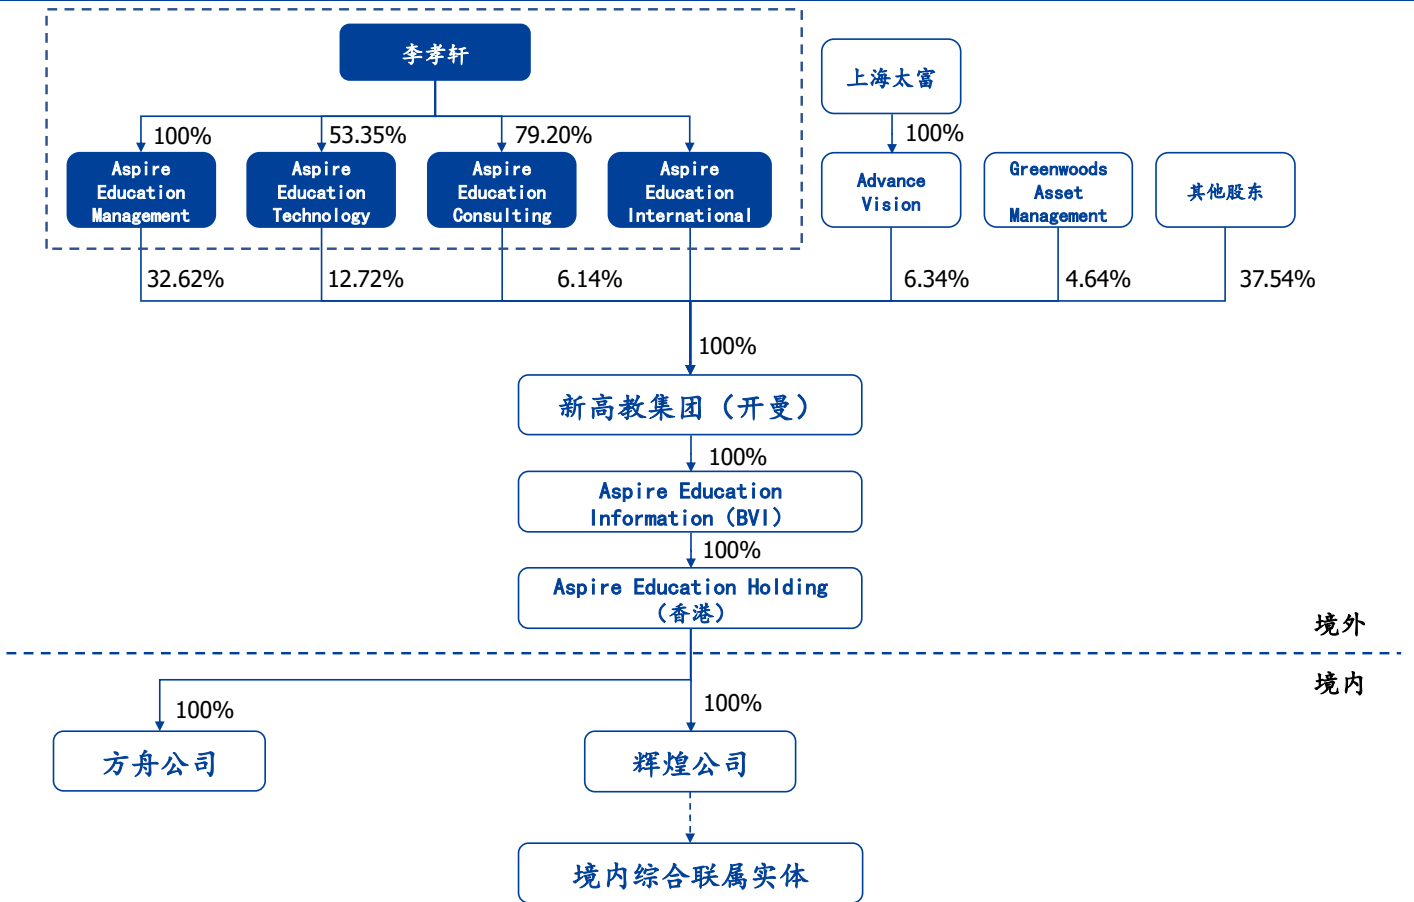 李孝轩
上海太富
100%
53.35%
79.20%
100%
Aspire
Education
Management
Aspire
Education
Technology
Aspire
Education
Consulting
Aspire
Education
International
Advance
Vision
Greenwoods
Asset
Management
其他股东
32.62%
12.72%
6.14%
6.34%
4.64%
37.54%
100%
新高教集团（开曼）
100%
Aspire Education
Information（BVI）
100%
Aspire Education Holding
（香港）
境外
境内
100%
100%
方舟公司
辉煌公司
境内综合联属实体